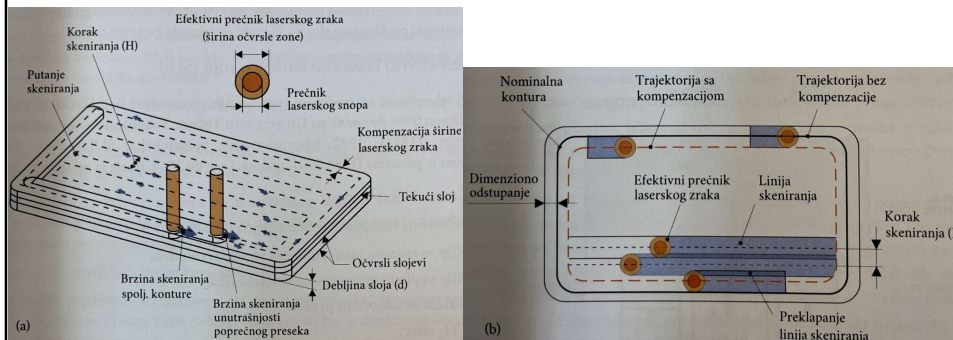 Efektivni prečnik laserskog zraka
(širina očvrsle zone)
Korak
skeniranja (H)
Putanje
skeniranja
Prečnik
laserskog snopa
Kompenzacija širine
laserskog zraka
Tekući sloj
Očvrsli slojevi
Debljina sloja (d)
Brzina skeniranja
spolj. konture
Brzina skeniranja
unutrašnjosti
poprečnog preseka
(a)
Nominalna
kontura
Trajektorija sa
kompenzacijom
Trajektorija bez
kompenzacije
Dimenziono
odstupanje
Efektivni prečnik
laserskog zraka
Linija
skeniranja
Korak
skeniranja (
Preklapanje
linija skeniranja
(b)